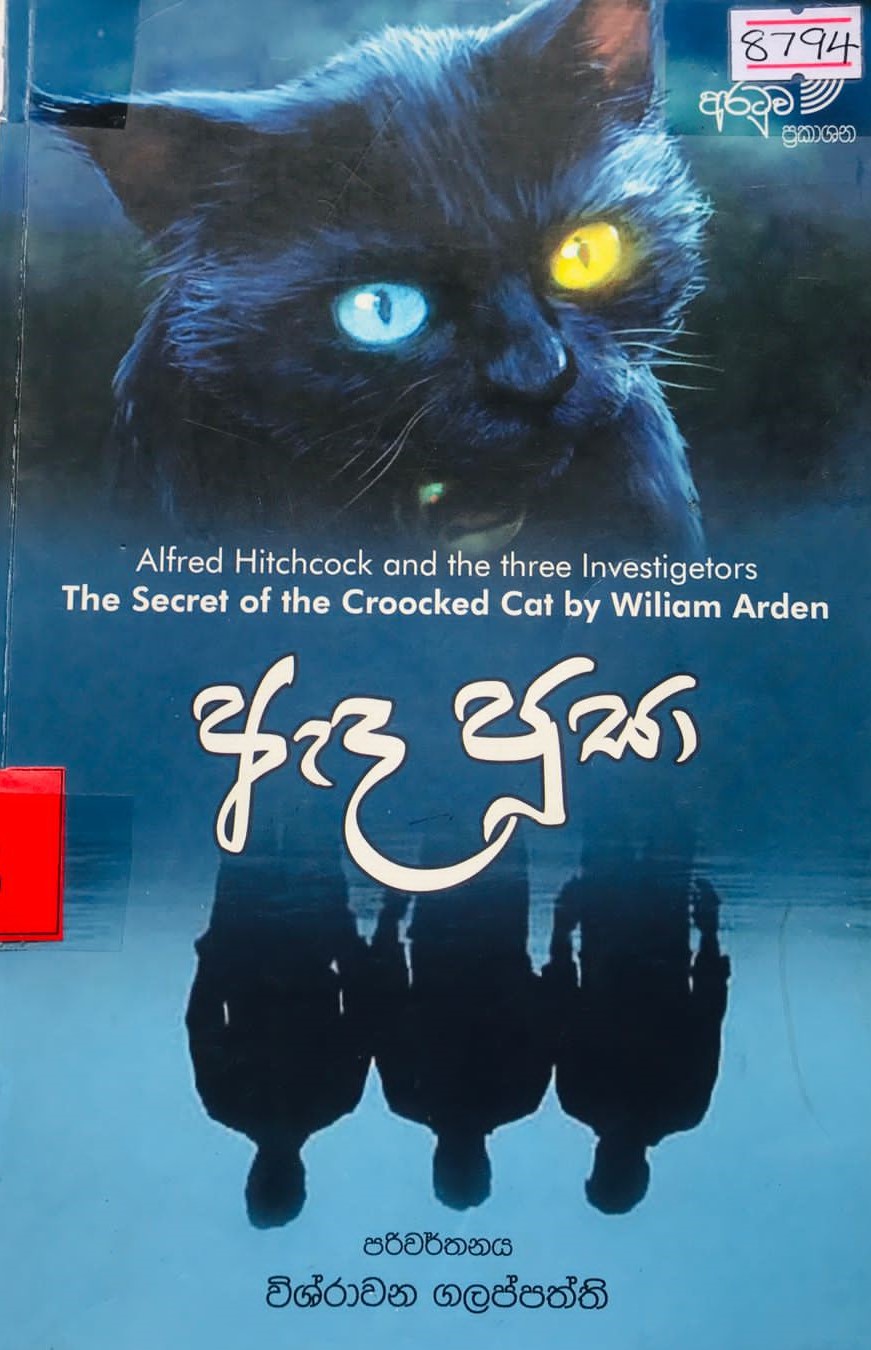 8794
අරටුව
ප්‍රකාශන
Alfred Hitchcock and the three Investigetors
The Secret of the Croocked Cat by Wiliam Arden
ඇද පූසා
පරිවර්තනය
විශ්රාවන ගලප්පත්ති